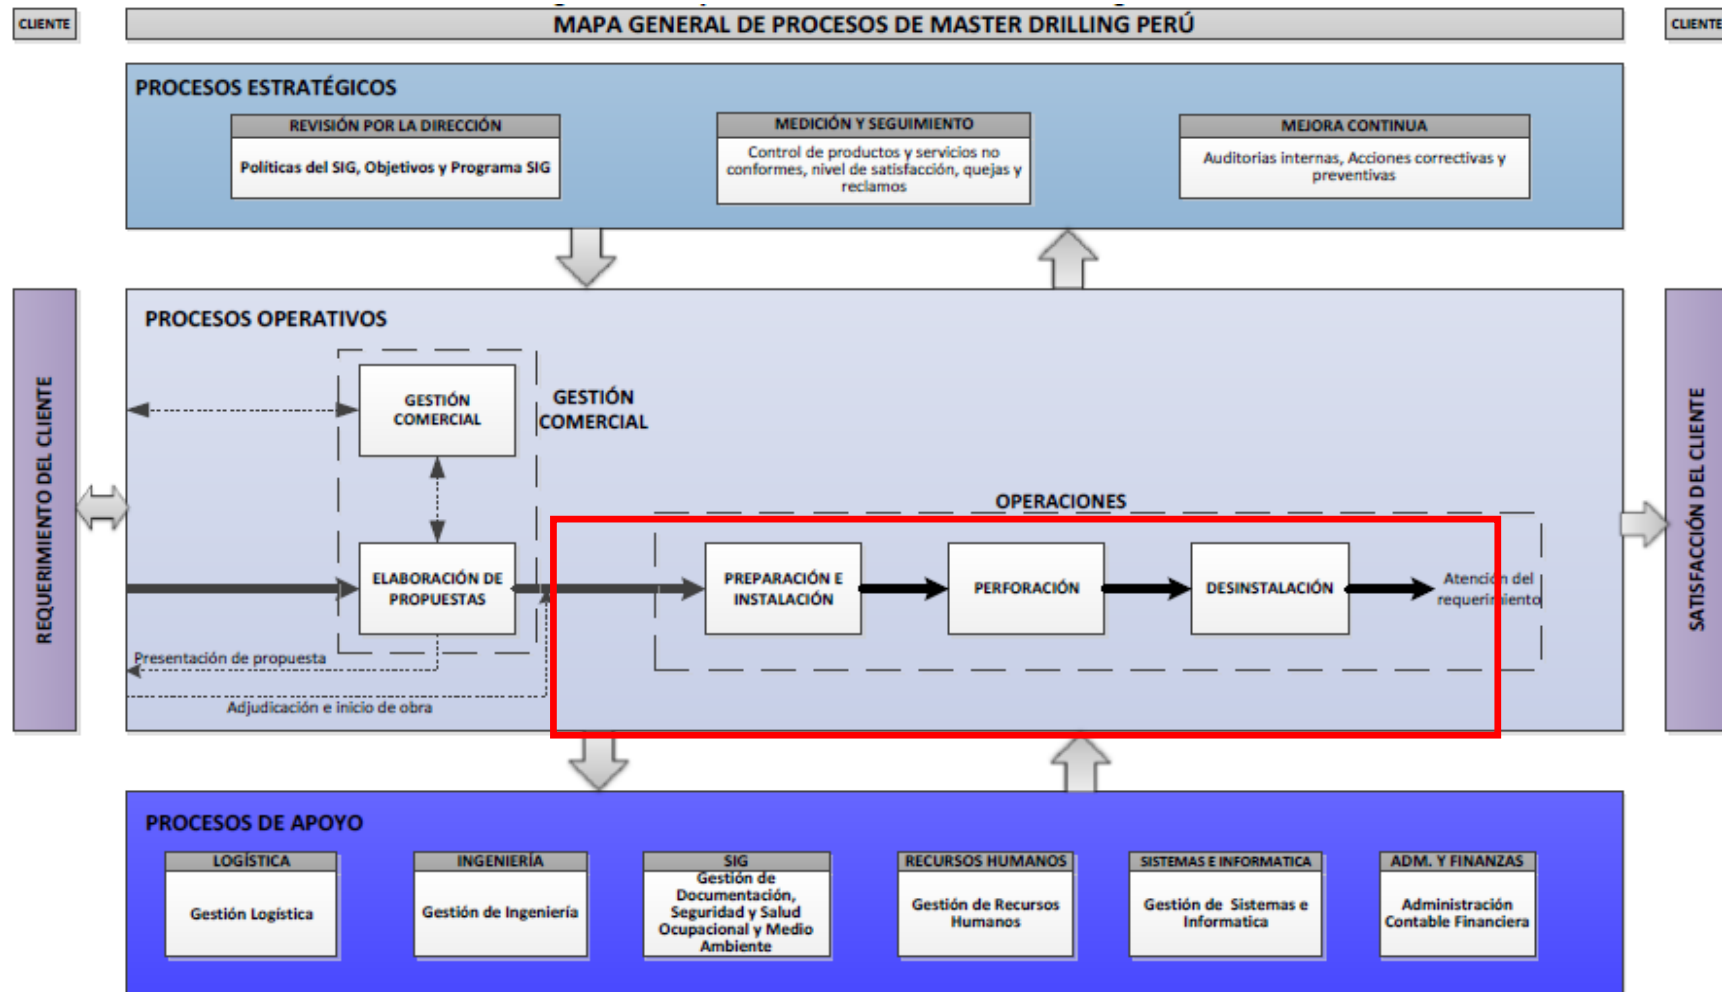 CLIENTE
MAPA GENERAL DE PROCESOS DE MASTER DRILLING PERÚ
CLIENTE
PROCESOS ESTRATÉGICOS
REVISIÓN POR LA DIRECCIÓN
Políticas del SIG, Objetivos y Programa SIG
MEDICIÓN Y SEGUIMIENTO
Control de productos y servicios no
conformes, nivel de satisfacción, quejas y
reclamos
MEJORA CONTINUA
Auditorias internas, Acciones correctivas y
preventivas
REQUERIMIENTO DEL CLIENTE
PROCESOS OPERATIVOS
GESTIÓN
COMERCIAL
GESTIÓN
COMERCIAL
ELABORACIÓN DE
PROPUESTAS
Presentación de propuesta
Adjudicación e inicio de obra
OPERACIONES
PREPARACIÓN E
INSTALACIÓN
PERFORACIÓN
DESINSTALACIÓN
Atención del
requerimiento
SATISFACCIÓN DEL CLIENTE
PROCESOS DE APOYO
LOGÍSTICA
Gestión Logística
INGENIERÍA
Gestión de Ingeniería
SIG
Gestión de
Documentación,
Seguridad y Salud
Ocupacional y Medio
Ambiente
RECURSOS HUMANOS
Gestión de Recursos
Humanos
SISTEMAS E INFORMATICA
Gestión de Sistemas e
Informatica
ADM. Y FINANZAS
Administración
Contable Financiera